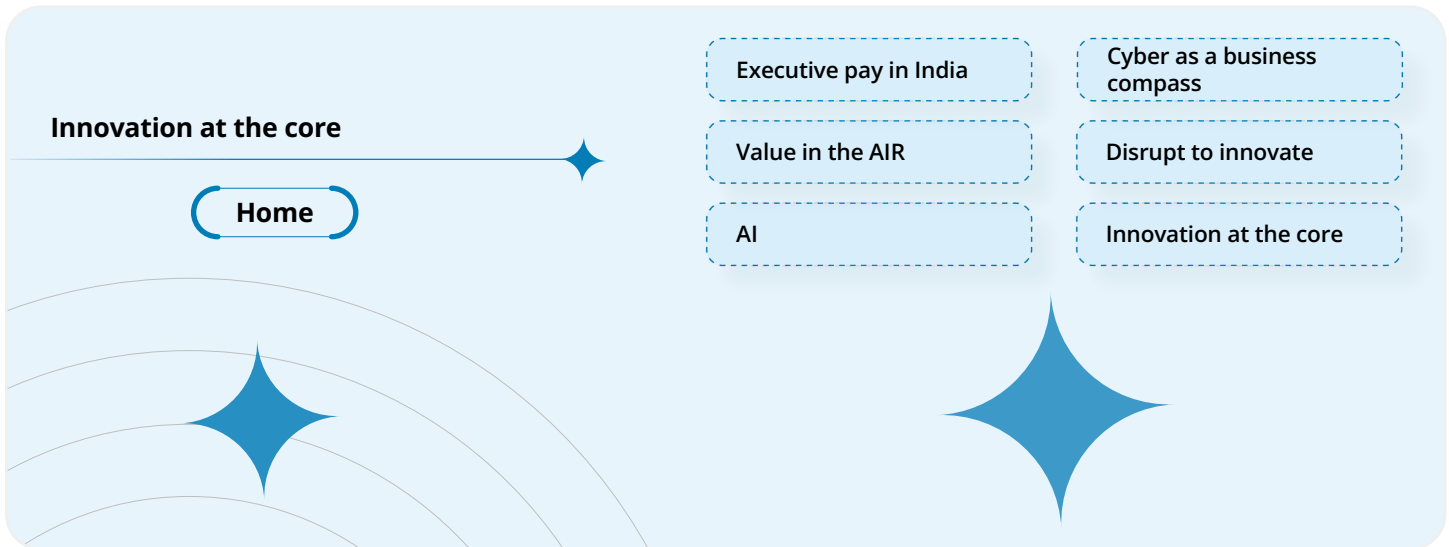 Innovation at the core
Home
Executive pay in India
Cyber as a business
compass
Value in the AIR
Disrupt to innovate
AI
Innovation at the core